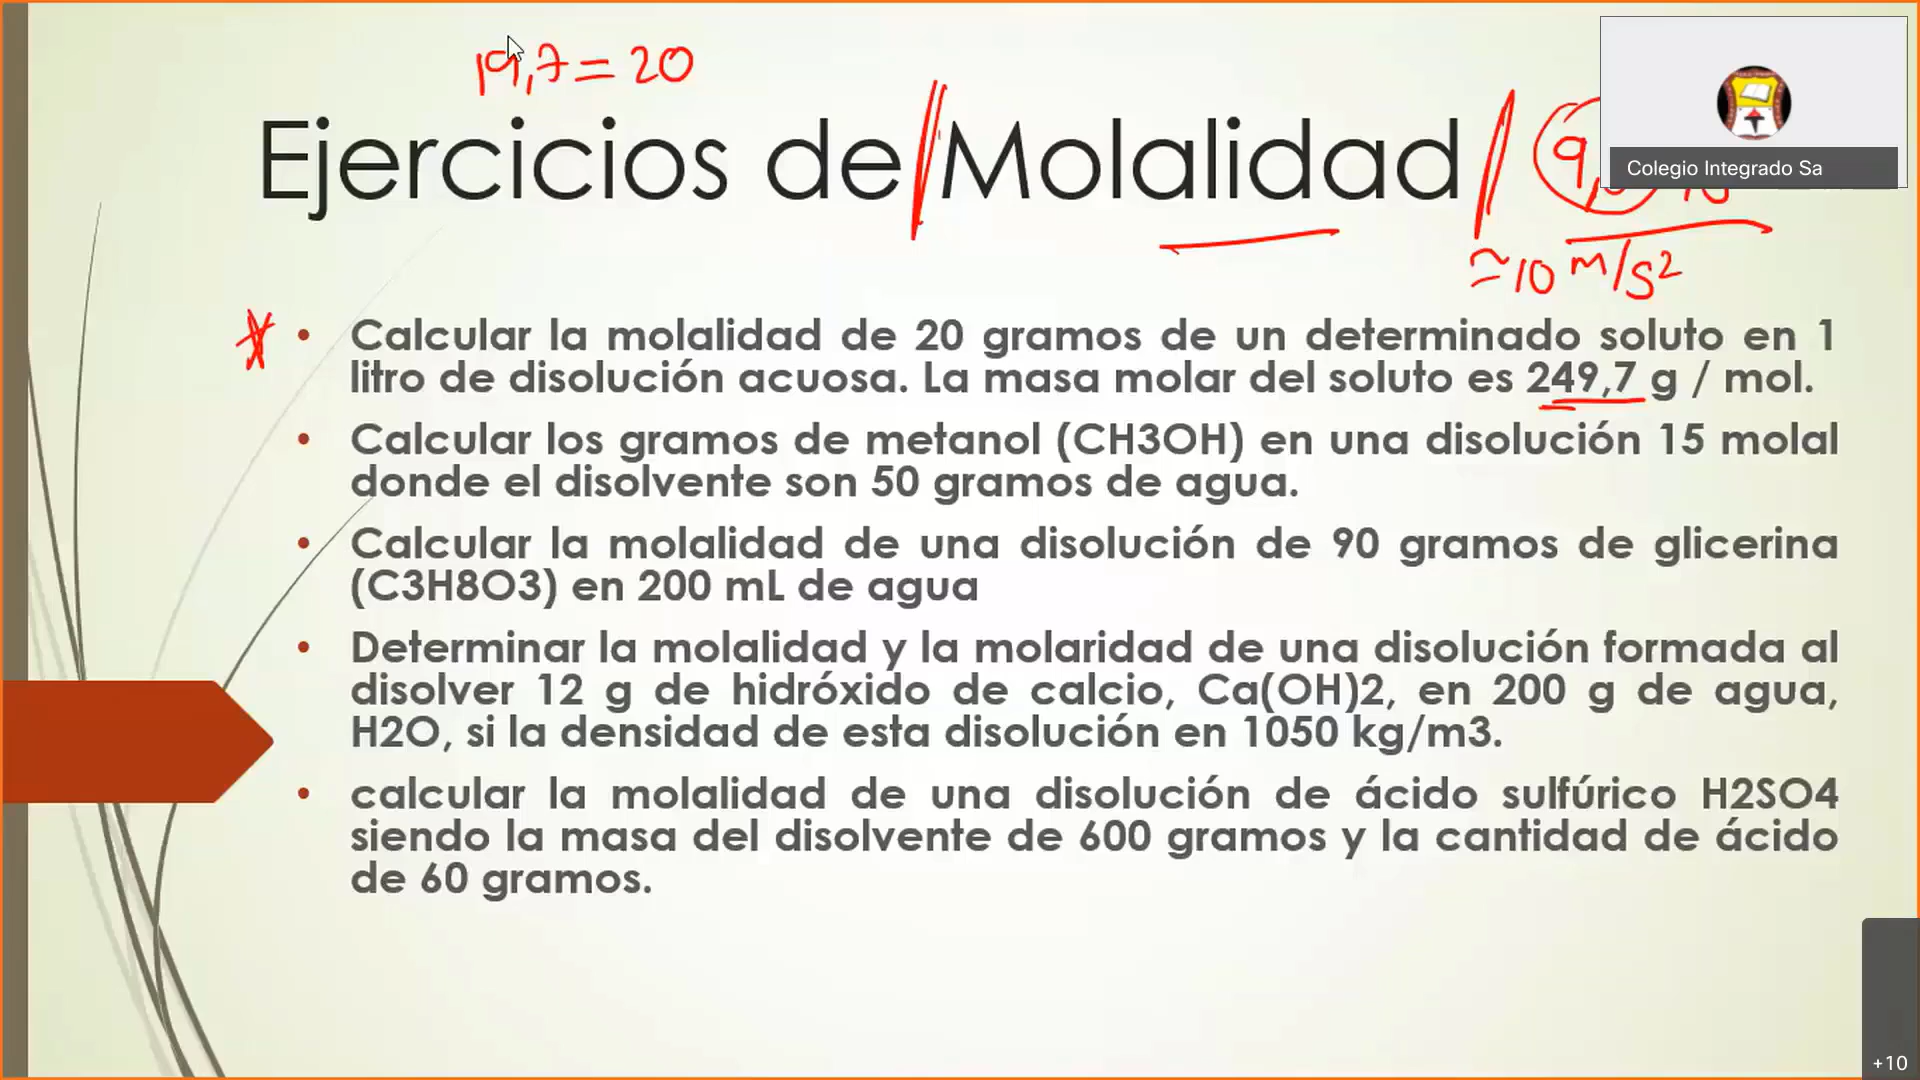 19,7 = 20
Ejercicios de Molalidad
Colegio Integrado Sa
≃10 m/s²
• Calcular la molalidad de 20 gramos de un determinado soluto en 1
litro de disolución acuosa. La masa molar del soluto es 249,7 g / mol.
• Calcular los gramos de metanol (CH3OH) en una disolución 15 molal
donde el disolvente son 50 gramos de agua.
• Calcular la molalidad de una disolución de 90 gramos de glicerina
(C3H8O3) en 200 mL de agua
• Determinar la molalidad y la molaridad de una disolución formada al
disolver 12 g de hidróxido de calcio, Ca(OH)2, en 200 g de agua,
H2O, si la densidad de esta disolución en 1050 kg/m3.
• calcular la molalidad de una disolución de ácido sulfúrico H2SO4
siendo la masa del disolvente de 600 gramos y la cantidad de ácido
de 60 gramos.
+10